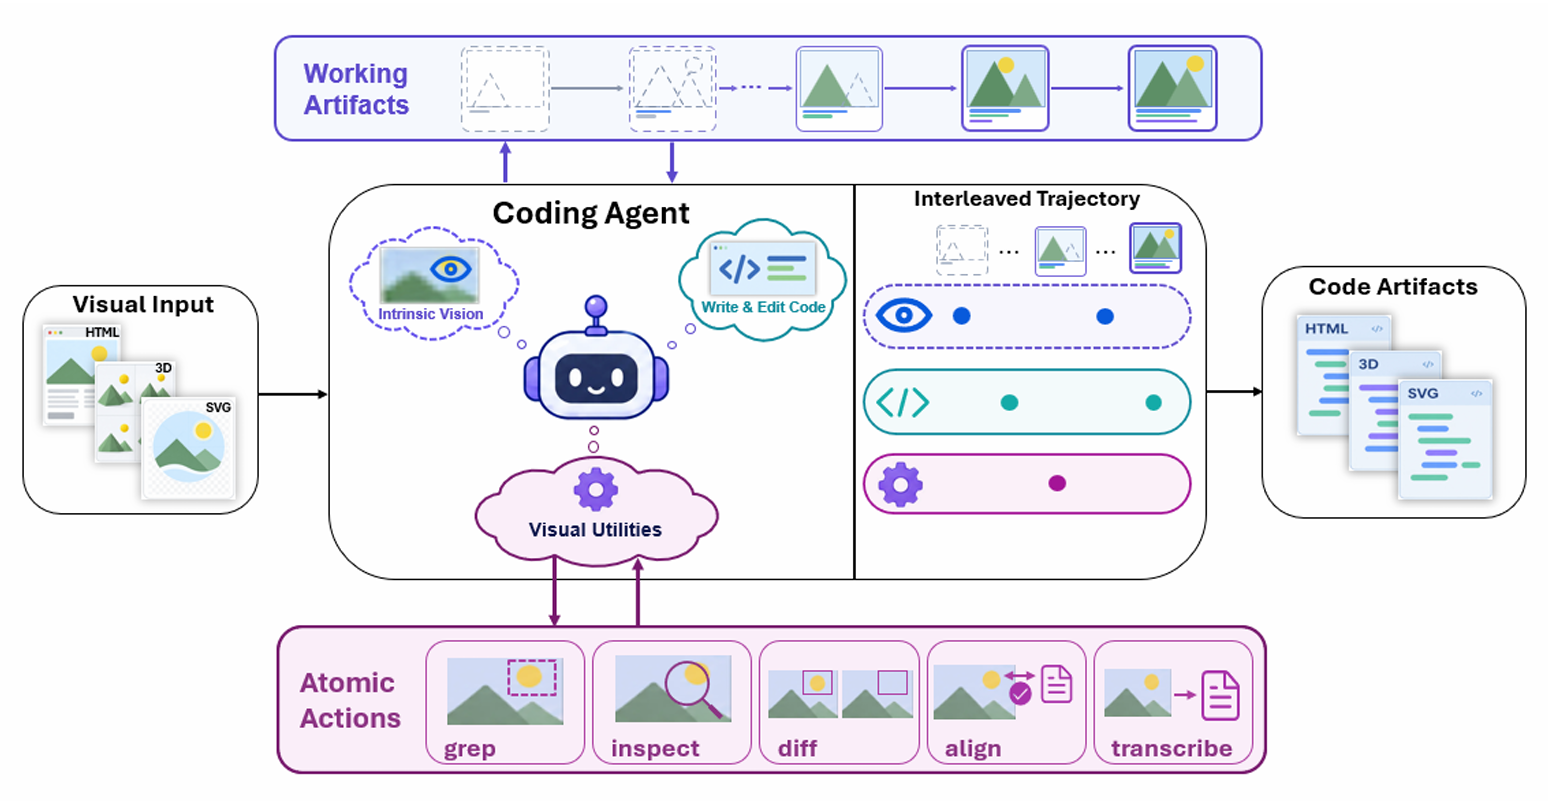 Working
Artifacts
...
Coding Agent
Interleaved Trajectory
... ...
Intrinsic Vision
</>
Write & Edit Code
Visual Input
HTML
3D
SVG
</>
Visual Utilities
Code Artifacts
HTML </>
3D </>
SVG </>
Atomic
Actions
grep
inspect
diff
align
transcribe